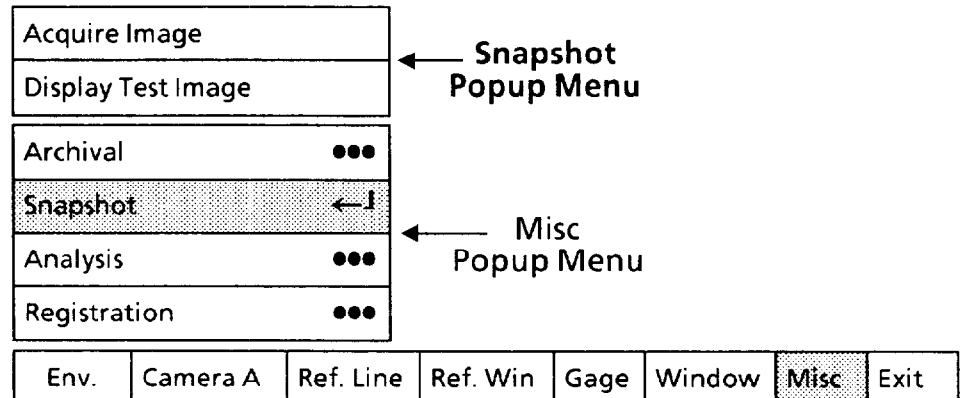 Acquire Image
Display Test Image
Snapshot
Popup Menu
Archival •••
Snapshot ←┘
Analysis •••
Registration •••
Misc
Popup Menu
Env. Camera A Ref. Line Ref. Win Gage Window Misc Exit